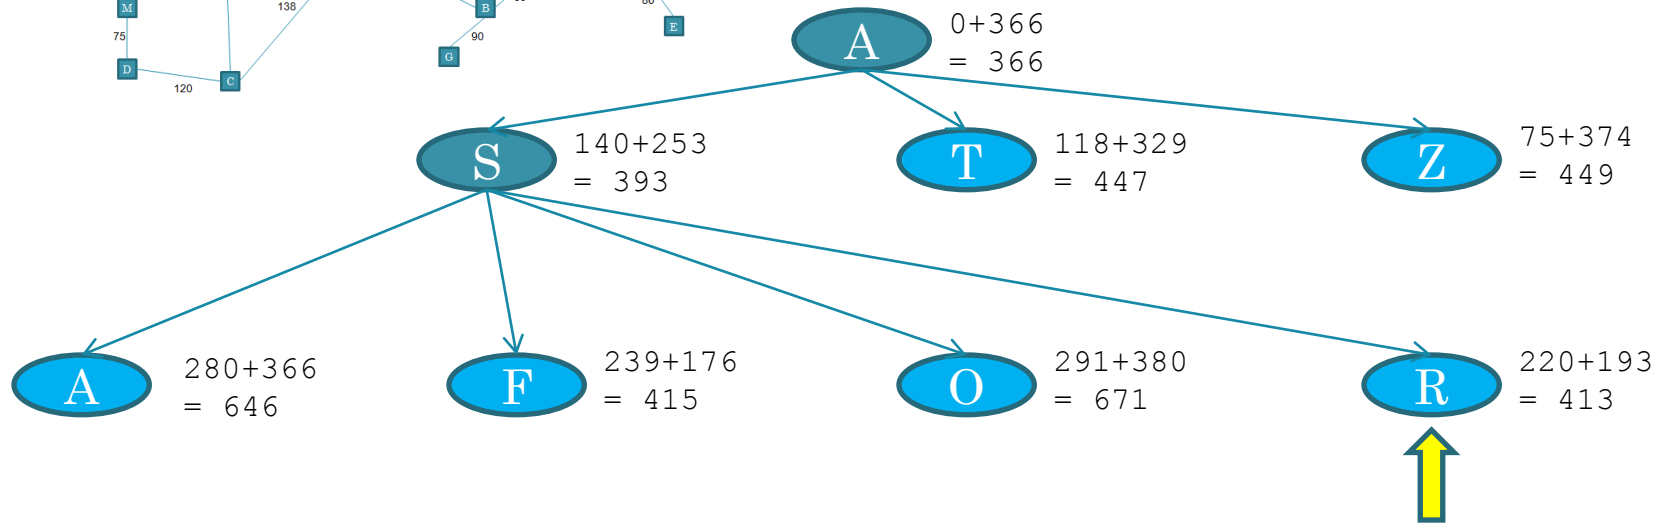 M
138
B
86
E
75
90
G
D
C
120
A
0+366
= 366
S
140+253
= 393
T
118+329
= 447
Z
75+374
= 449
A
280+366
= 646
F
239+176
= 415
O
291+380
= 671
R
220+193
= 413